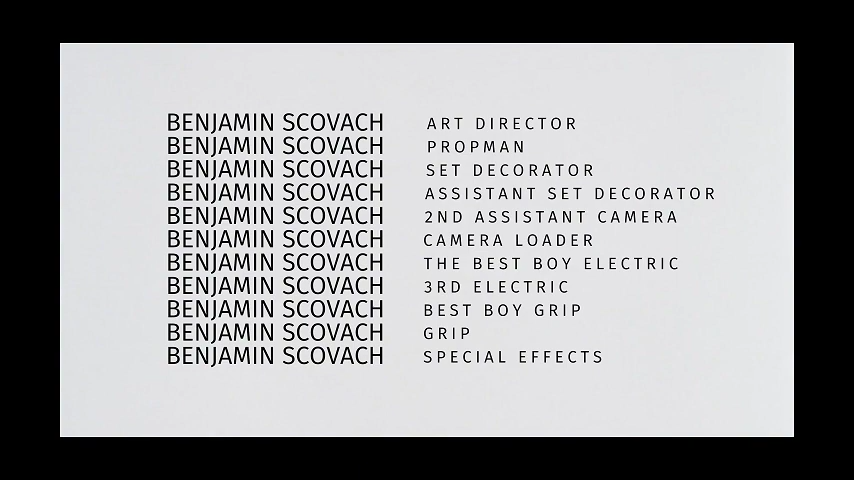 BENJAMIN SCOVACH ART DIRECTOR
BENJAMIN SCOVACH PROPMAN
BENJAMIN SCOVACH SET DECORATOR
BENJAMIN SCOVACH ASSISTANT SET DECORATOR
BENJAMIN SCOVACH 2ND ASSISTANT CAMERA
BENJAMIN SCOVACH CAMERA LOADER
BENJAMIN SCOVACH THE BEST BOY ELECTRIC
BENJAMIN SCOVACH 3RD ELECTRIC
BENJAMIN SCOVACH BEST BOY GRIP
BENJAMIN SCOVACH GRIP
BENJAMIN SCOVACH SPECIAL EFFECTS